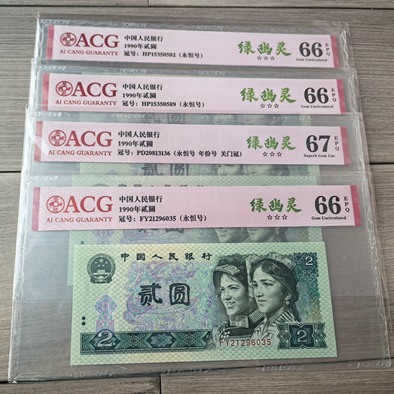 ACG
AI CANG GUARANTY
中国人民银行
1990年贰圆
冠号：HP15350502（永恒号）
绿幽灵
☆☆☆
66 EPQ
Gem Uncirculated
ACG
AI CANG GUARANTY
中国人民银行
1990年贰圆
冠号：HP15350589（永恒号）
绿幽灵
☆☆☆
66 EPQ
Gem Uncirculated
ACG
AI CANG GUARANTY
中国人民银行
1990年贰圆
冠号：PD20813136（永恒号 年份号 关门冠）
绿幽灵
☆☆☆
67 EPQ
Superb Gem Unc
ACG
AI CANG GUARANTY
中国人民银行
1990年贰圆
冠号：FY21296035（永恒号）
绿幽灵
☆☆☆
66 EPQ
Gem Uncirculated
中国人民银行
2
贰圆
FY21296035
2
2